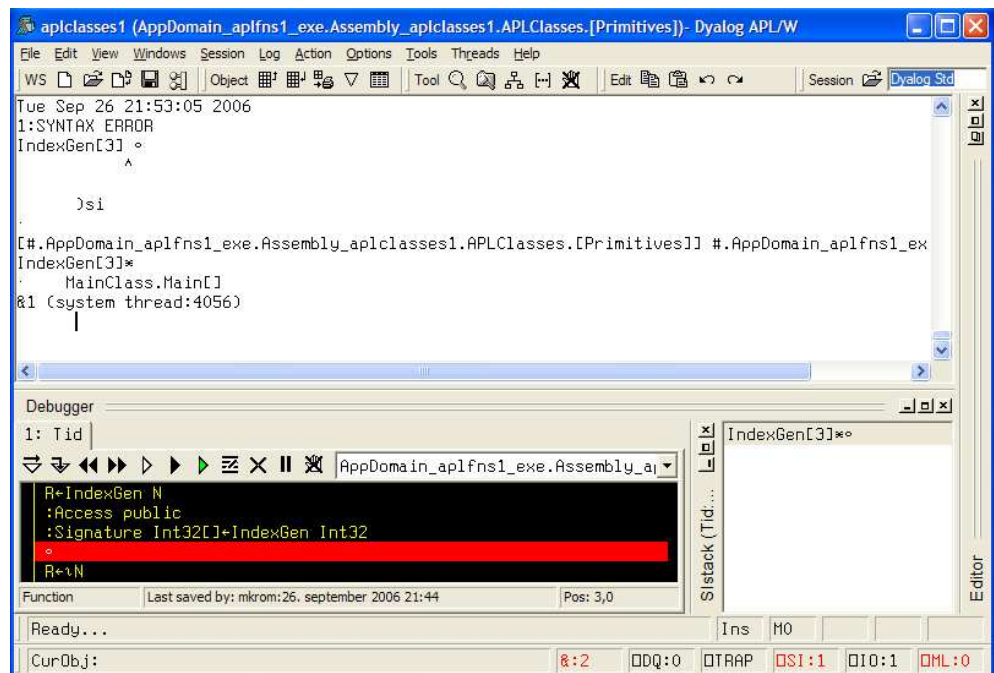 aplclasses1 (AppDomain_aplfns1_exe.Assembly_aplclasses1.APLClasses.[Primitives])- Dyalog APL/W
File Edit View Windows Session Log Action Options Tools Threads Help
WS Object Tool Edit Session Dyalog Std
Tue Sep 26 21:53:05 2006
1:SYNTAX ERROR
IndexGen[3] ∘
∧
)si
·
[#.AppDomain_aplfns1_exe.Assembly_aplclasses1.APLClasses.[Primitives]] #.AppDomain_aplfns1_ex
IndexGen[3]*
· MainClass.Main[]
&1 (system thread:4056)
Debugger
1: Tid
AppDomain_aplfns1_exe.Assembly_a
R←IndexGen N
:Access public
:Signature Int32[]←IndexGen Int32
∘
R←⍳N
Function Last saved by: mkrom:26. september 2006 21:44 Pos: 3,0
SIstack (Tid:...
IndexGen[3]*∘
Editor
Ready... Ins MO
CurObj: &:2 ⎕DQ:0 ⎕TRAP ⎕SI:1 ⎕IO:1 ⎕ML:0